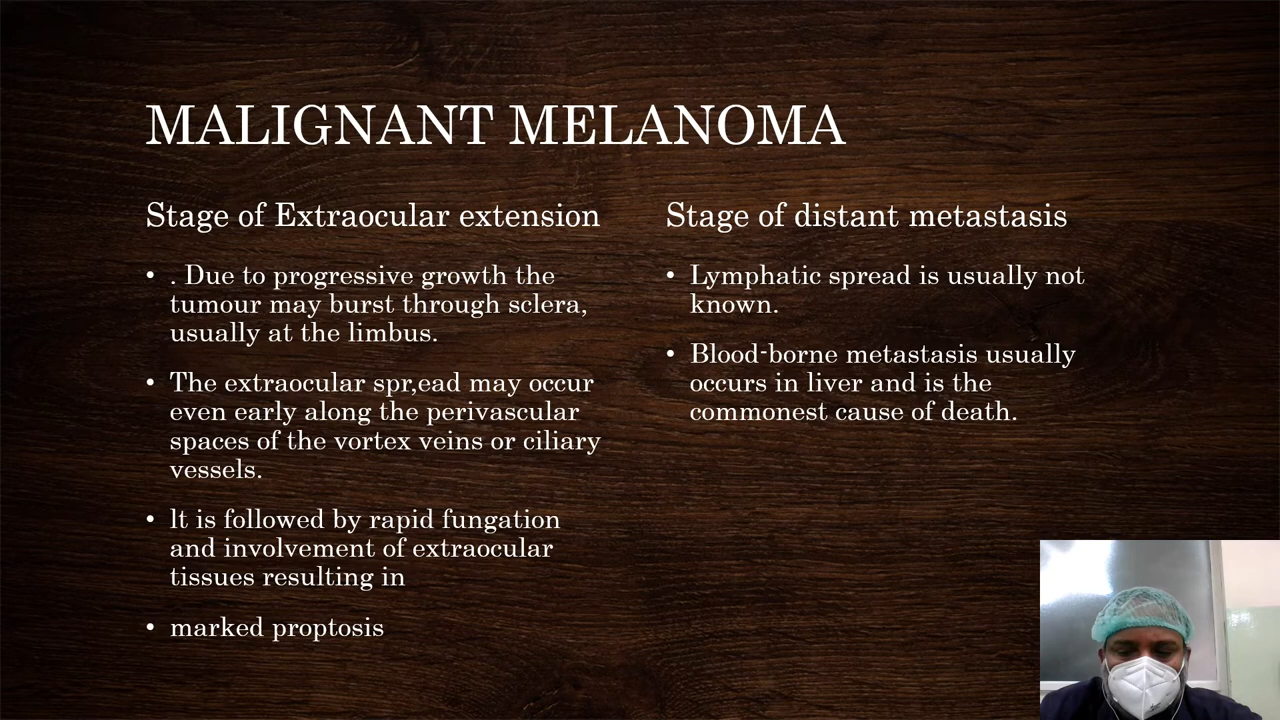 MALIGNANT MELANOMA
Stage of Extraocular extension
• . Due to progressive growth the
tumour may burst through sclera,
usually at the limbus.
• The extraocular spr,ead may occur
even early along the perivascular
spaces of the vortex veins or ciliary
vessels.
• lt is followed by rapid fungation
and involvement of extraocular
tissues resulting in
• marked proptosis
Stage of distant metastasis
• Lymphatic spread is usually not
known.
• Blood-borne metastasis usually
occurs in liver and is the
commonest cause of death.